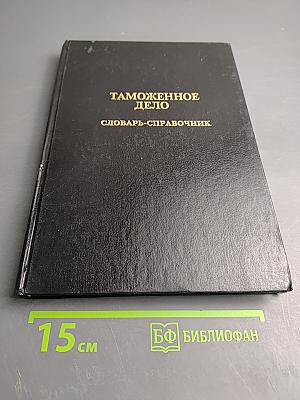 ТАМОЖЕННОЕ
ДЕЛО
СЛОВАРЬ-СПРАВОЧНИК
15 см
БФ БИБЛИОФАН